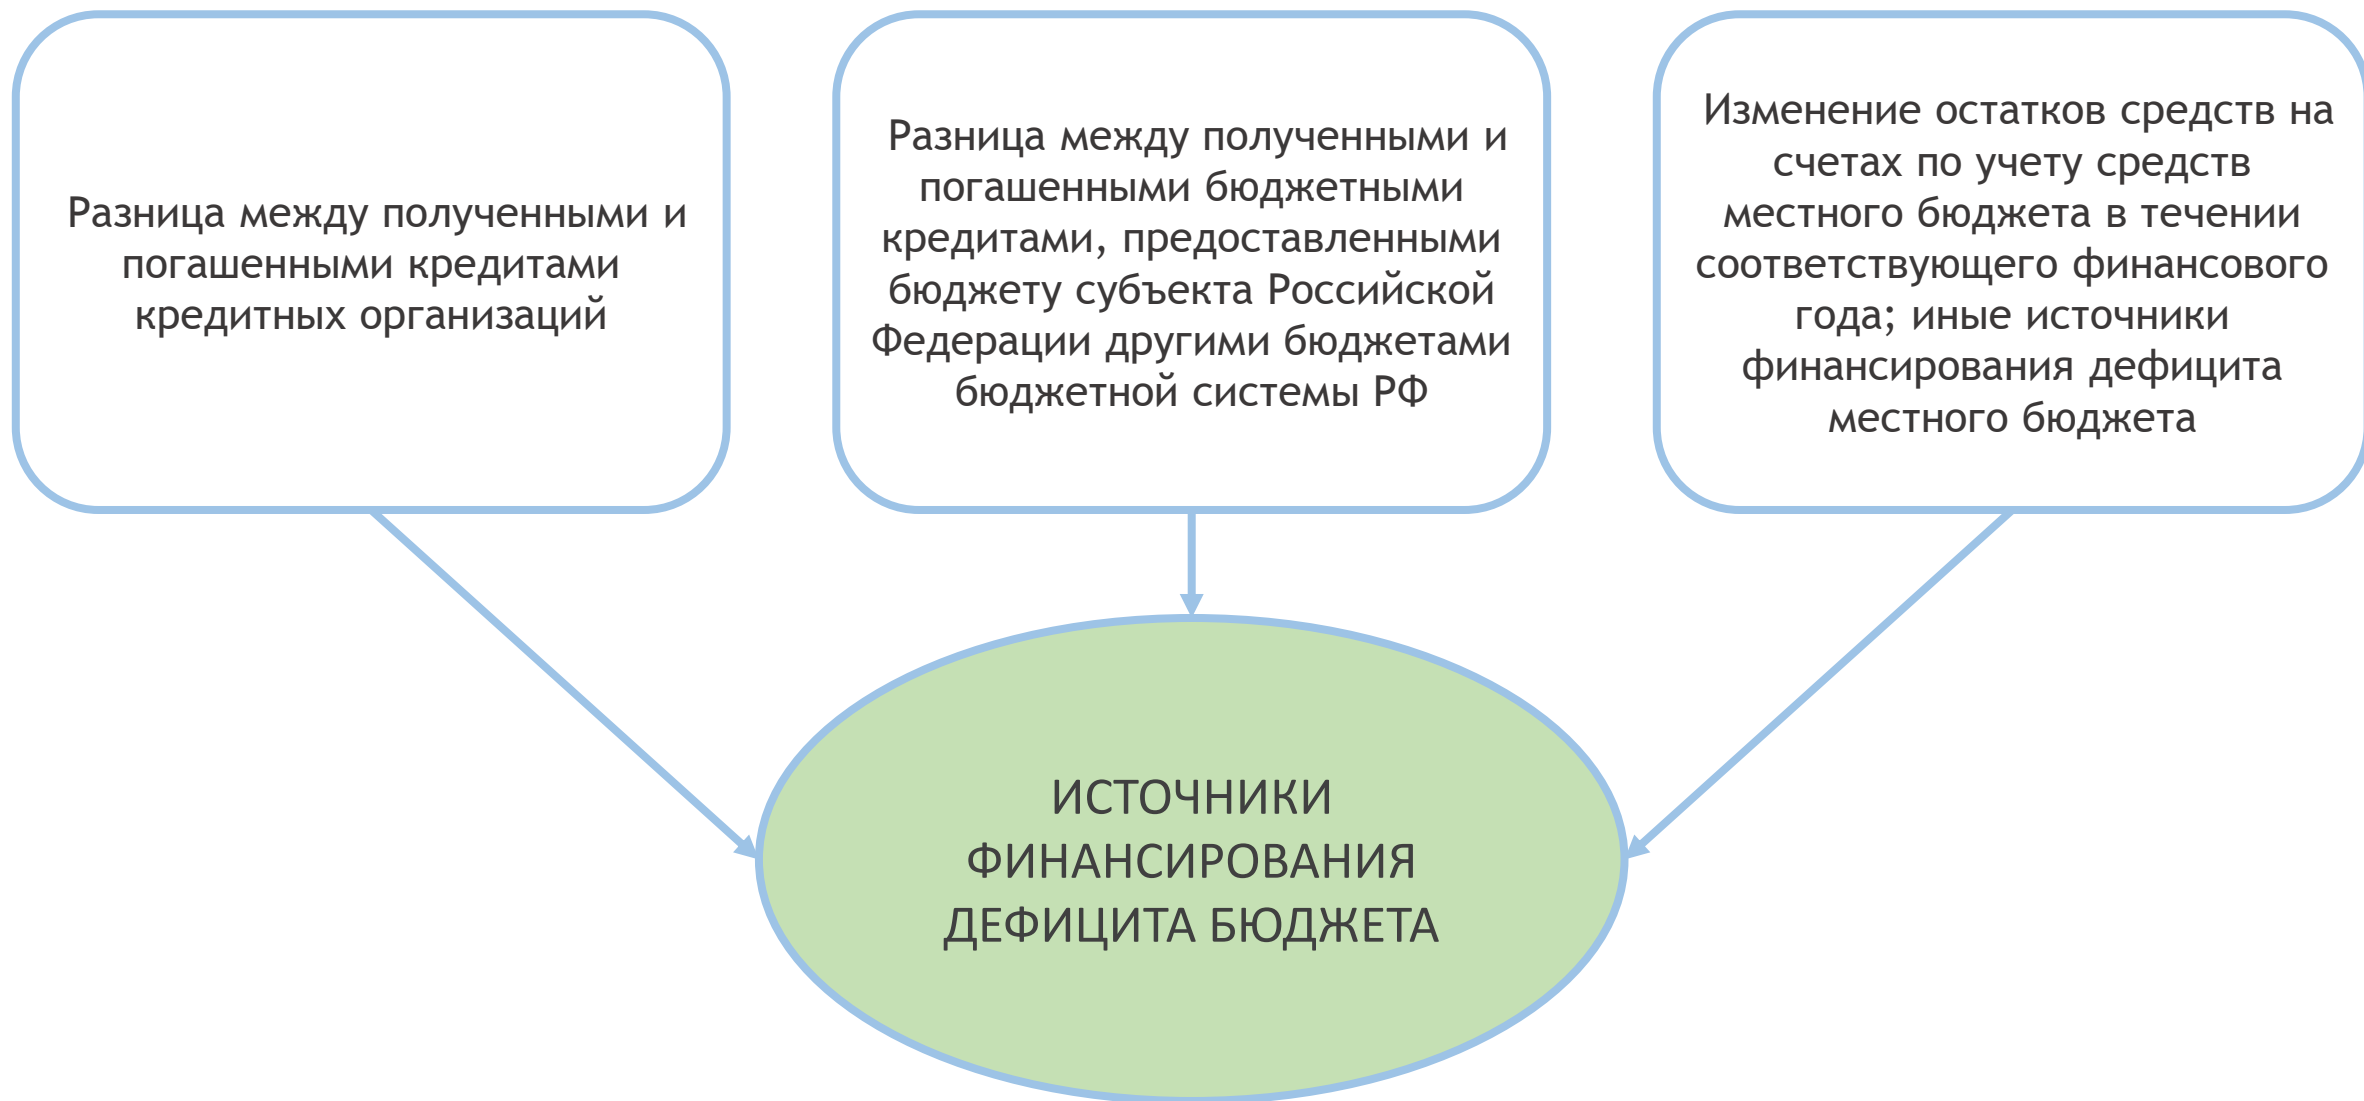 Разница между полученными и
погашенными кредитами
кредитных организаций
Разница между полученными и
погашенными бюджетными
кредитами, предоставленными
бюджету субъекта Российской
Федерации другими бюджетами
бюджетной системы РФ
Изменение остатков средств на
счетах по учету средств
местного бюджета в течении
соответствующего финансового
года; иные источники
финансирования дефицита
местного бюджета
ИСТОЧНИКИ
ФИНАНСИРОВАНИЯ
ДЕФИЦИТА БЮДЖЕТА